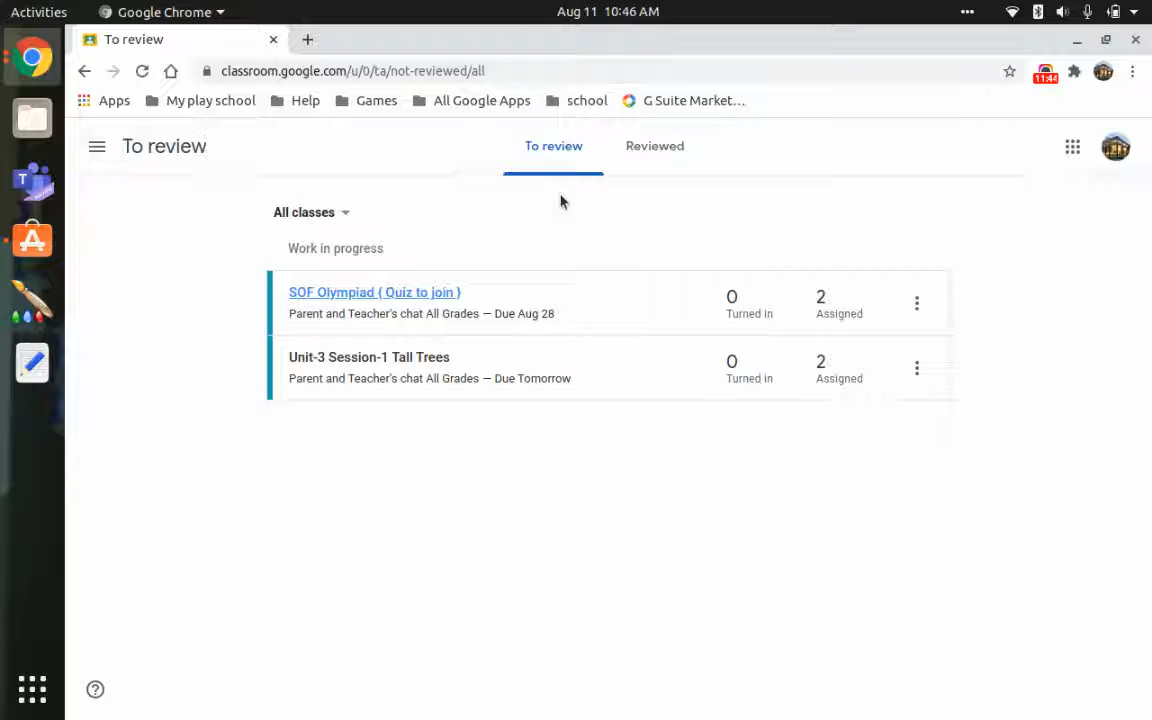 Activities Google Chrome Aug 11 10:46 AM
To review
classroom.google.com/u/0/ta/not-reviewed/all 11:44
Apps My play school Help Games All Google Apps school G Suite Market...
To review To review Reviewed
All classes
Work in progress
SOF Olympiad ( Quiz to join ) 0 2
Parent and Teacher's chat All Grades — Due Aug 28 Turned in Assigned
Unit-3 Session-1 Tall Trees 0 2
Parent and Teacher's chat All Grades — Due Tomorrow Turned in Assigned